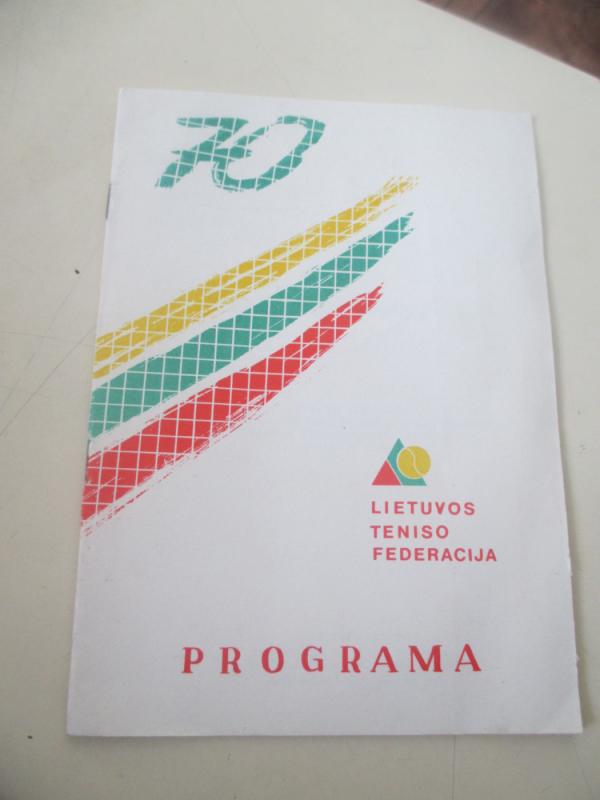 70
LIETUVOS
TENISO
FEDERACIJA
PROGRAMA